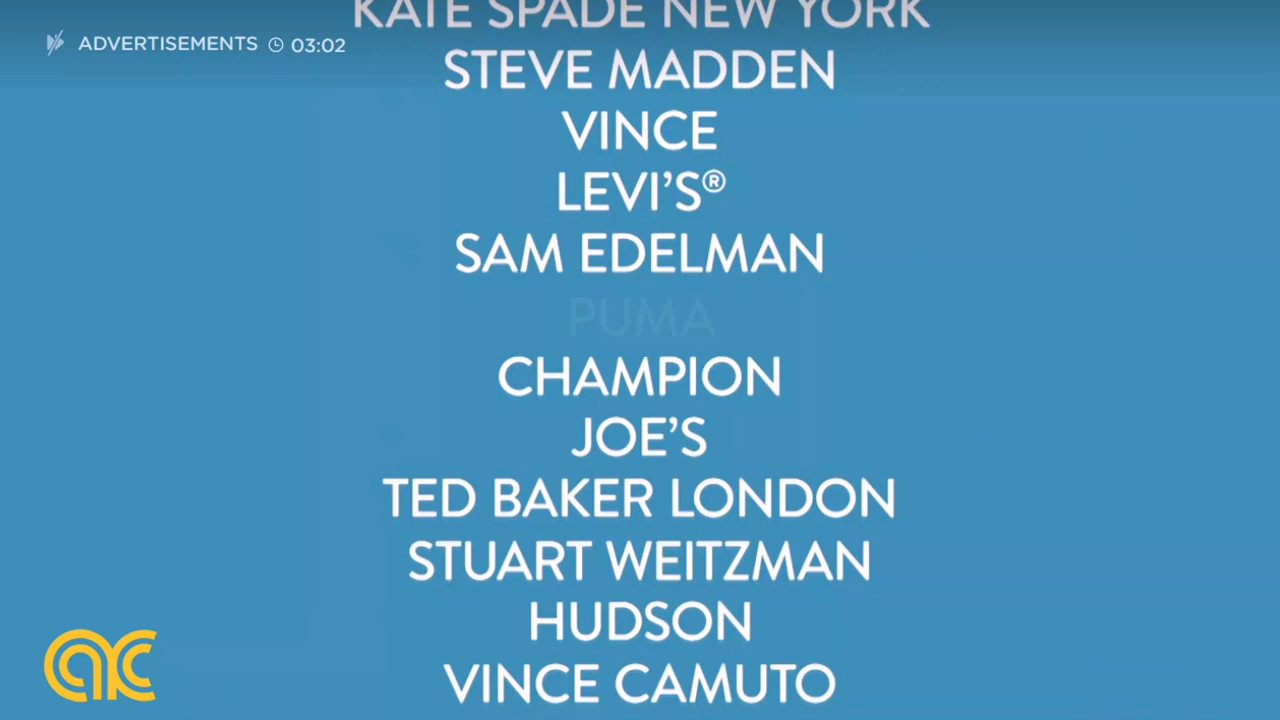 KATE SPADE NEW YORK
ADVERTISEMENTS 03:02
STEVE MADDEN
VINCE
LEVI'S®
SAM EDELMAN
PUMA
CHAMPION
JOE'S
TED BAKER LONDON
STUART WEITZMAN
HUDSON
VINCE CAMUTO
ac